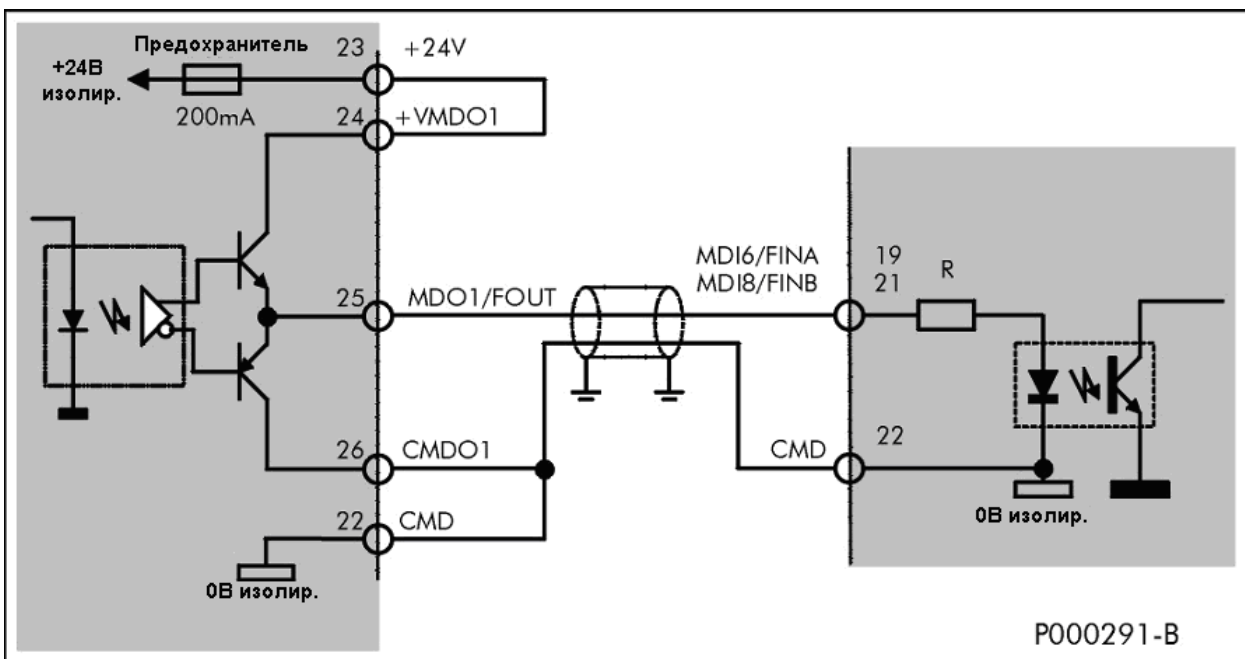 Предохранитель 23 +24V
+24В
изолир.
200mA 24 +VMDO1
MDI6/FINA 19
MDI8/FINB 21 R
25 MDO1/FOUT
26 CMDO1 CMD 22
22 CMD
0В изолир.
0В изолир.
P000291-B